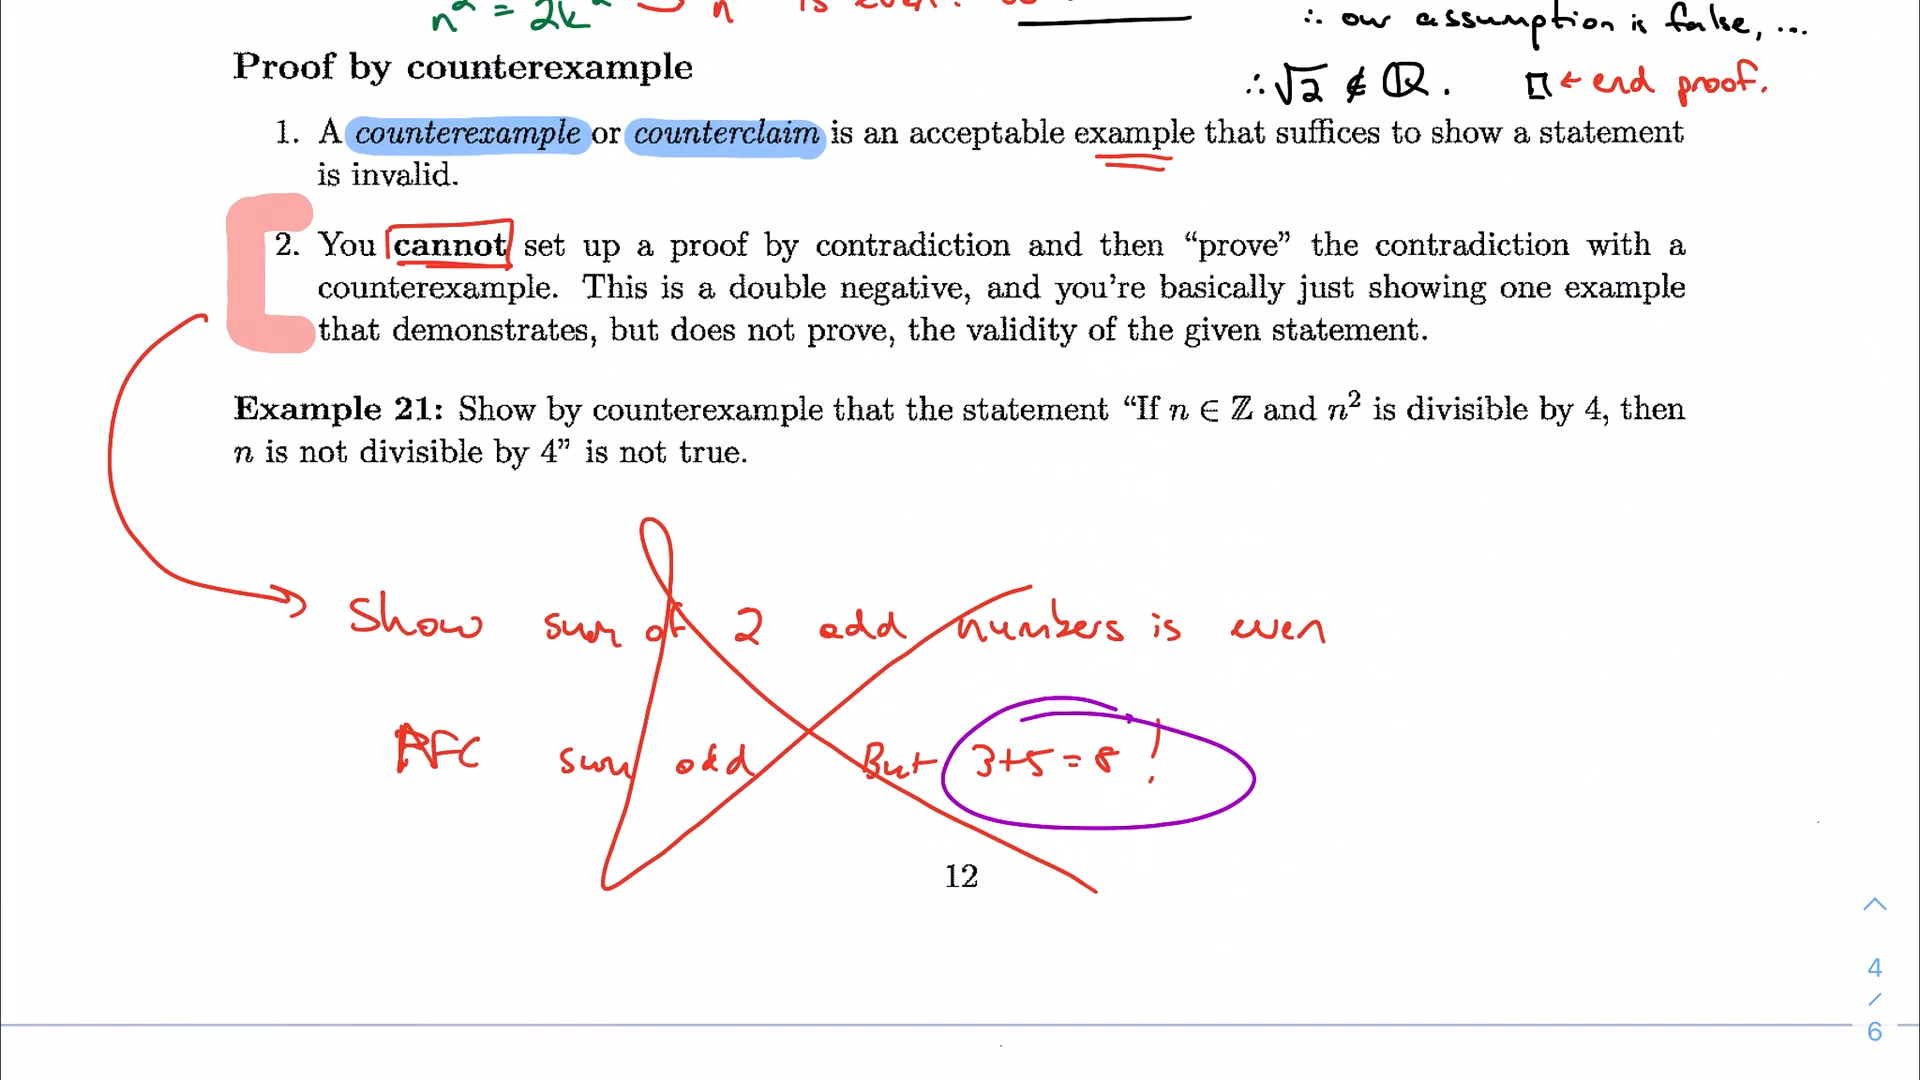 n² = 2k² → n² is even.
∴ our assumption is false, ...
Proof by counterexample
∴ √2 ∉ ℚ. □ ← end proof.
1. A counterexample or counterclaim is an acceptable example that suffices to show a statement
is invalid.
2. You cannot set up a proof by contradiction and then “prove” the contradiction with a
counterexample. This is a double negative, and you’re basically just showing one example
that demonstrates, but does not prove, the validity of the given statement.
Example 21: Show by counterexample that the statement “If n ∈ ℤ and n² is divisible by 4, then
n is not divisible by 4” is not true.
Show sum of 2 odd numbers is even
AFC sum odd But 3+5=8!
12
4
/
6